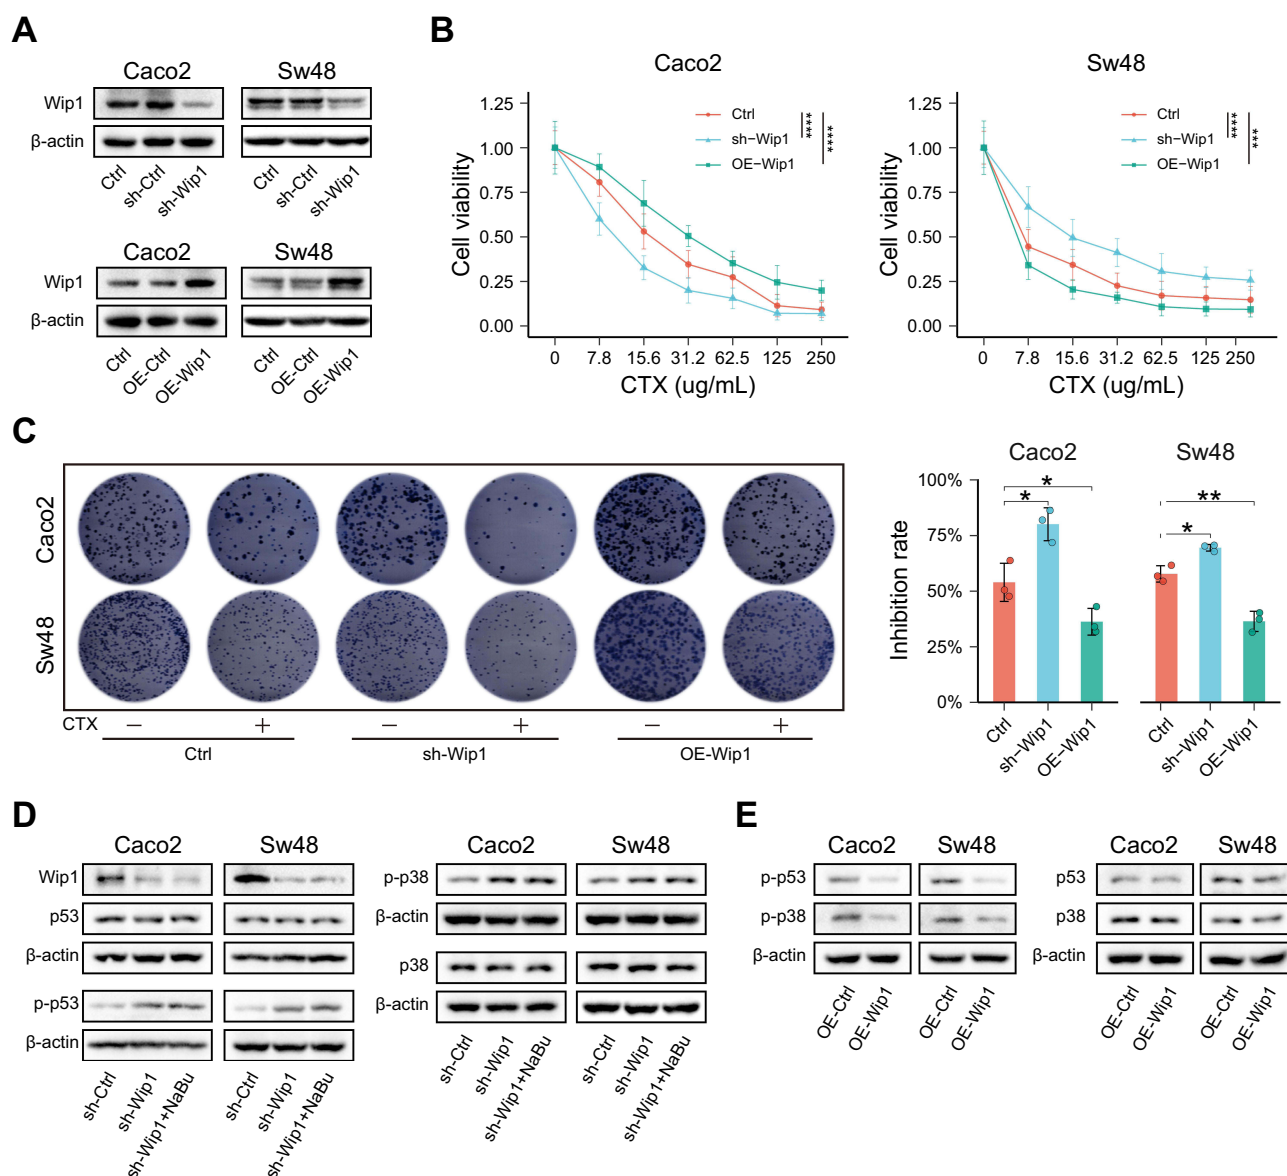 A
Caco2
Sw48
Wip1
β-actin
Ctrl
sh-Ctrl
sh-Wip1
Ctrl
sh-Ctrl
sh-Wip1
Caco2
Sw48
Wip1
β-actin
Ctrl
OE-Ctrl
OE-Wip1
Ctrl
OE-Ctrl
OE-Wip1
B
Caco2
1.25
1.00
0.75
0.50
0.25
0.00
Cell viability
Ctrl
sh−Wip1
OE−Wip1
****
****
0 7.8 15.6 31.2 62.5 125 250
CTX (ug/mL)
Sw48
1.25
1.00
0.75
0.50
0.25
0.00
Cell viability
Ctrl
sh−Wip1
OE−Wip1
****
***
0 7.8 15.6 31.2 62.5 125 250
CTX (ug/mL)
C
Caco2
Sw48
CTX − + − + − +
Ctrl
sh-Wip1
OE-Wip1
Caco2
Sw48
100%
75%
50%
25%
0%
Inhibition rate
*
*
**
*
Ctrl
sh−Wip1
OE−Wip1
Ctrl
sh−Wip1
OE−Wip1
D
Caco2
Sw48
Wip1
p53
β-actin
p-p53
β-actin
sh-Ctrl
sh-Wip1
sh-Wip1+NaBu
sh-Ctrl
sh-Wip1
sh-Wip1+NaBu
Caco2
Sw48
p-p38
β-actin
p38
β-actin
sh-Ctrl
sh-Wip1
sh-Wip1+NaBu
sh-Ctrl
sh-Wip1
sh-Wip1+NaBu
E
Caco2
Sw48
p-p53
p-p38
β-actin
OE-Ctrl
OE-Wip1
OE-Ctrl
OE-Wip1
Caco2
Sw48
p53
p38
β-actin
OE-Ctrl
OE-Wip1
OE-Ctrl
OE-Wip1